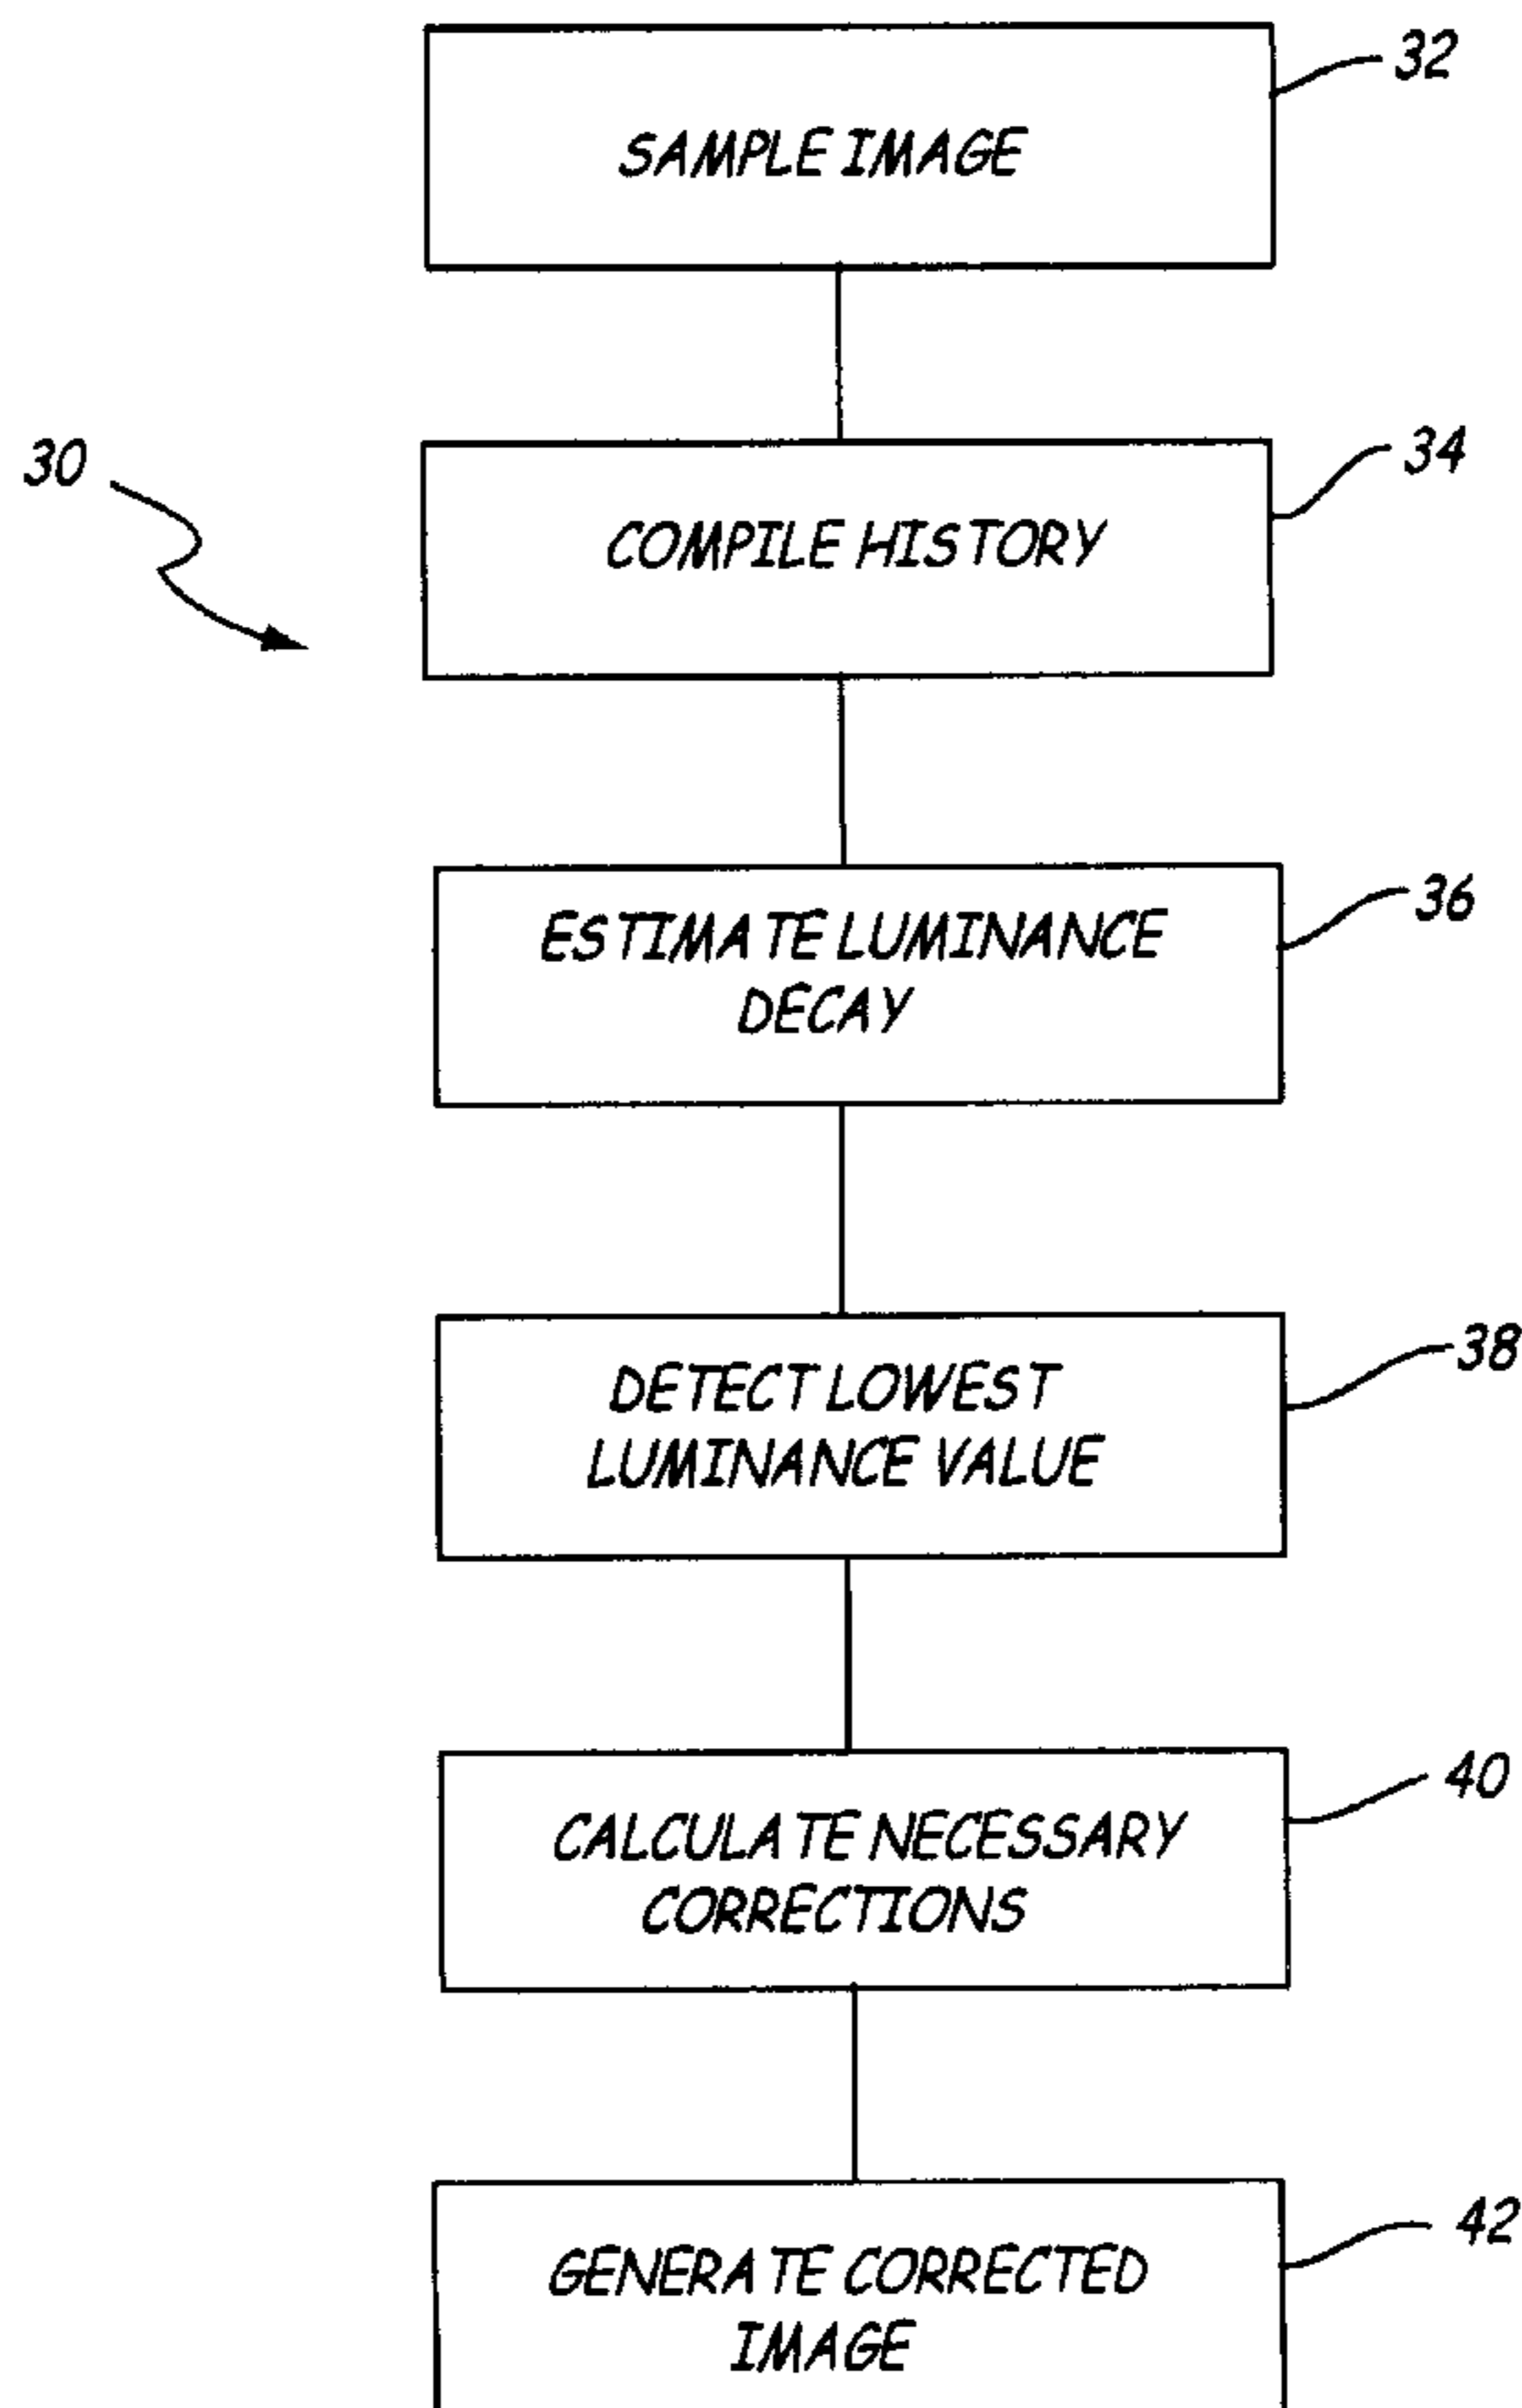 32
SAMPLE IMAGE
30
34
COMPILE HISTORY
36
ESTIMATE LUMINANCE
DECAY
38
DETECT LOWEST
LUMINANCE VALUE
40
CALCULATE NECESSARY
CORRECTIONS
42
GENERATE CORRECTED
IMAGE